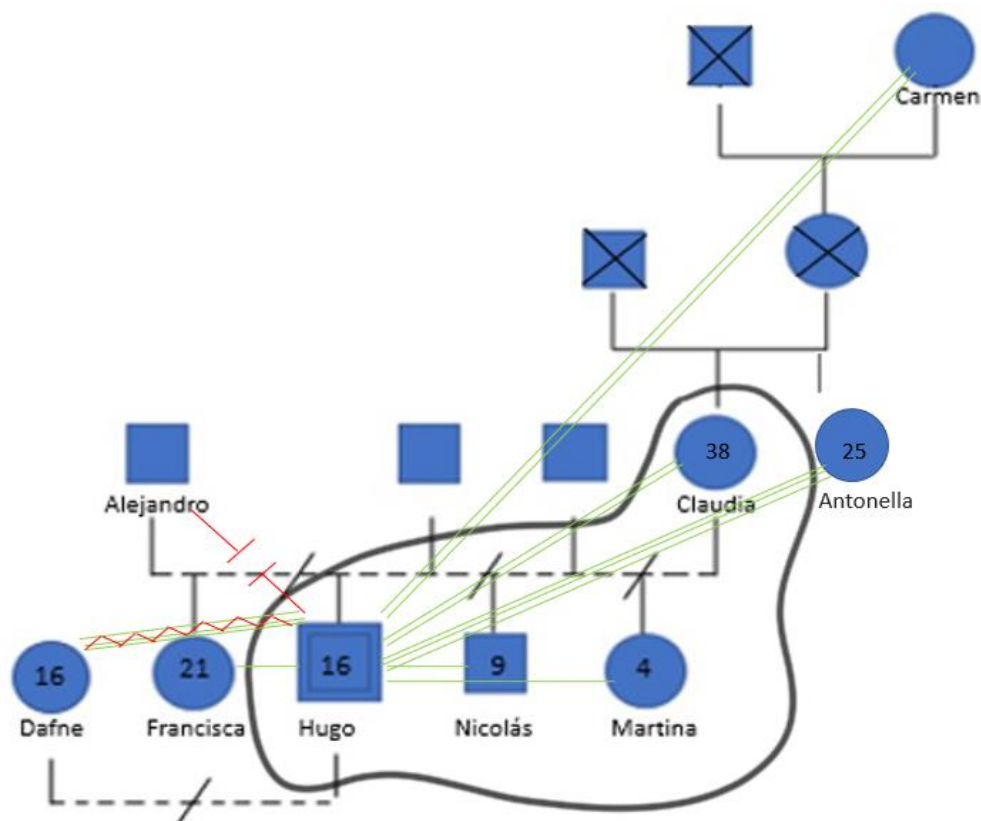 Carmen
38
25
Alejandro
Claudia
Antonella
16
21
16
9
4
Dafne
Francisca
Hugo
Nicolás
Martina